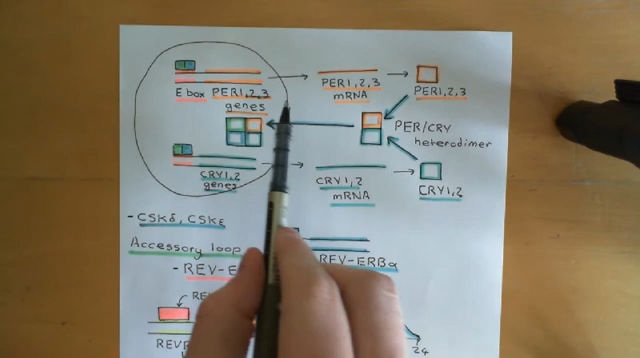 E box PER1,2,3
genes
PER1,2,3
mRNA
PER1,2,3
PER/CRY
heterodimer
CRY1,2
genes
CRY1,2
mRNA
CRY1,2
- CSKδ, CSKε
Accessory loop
REV-ERBα
24